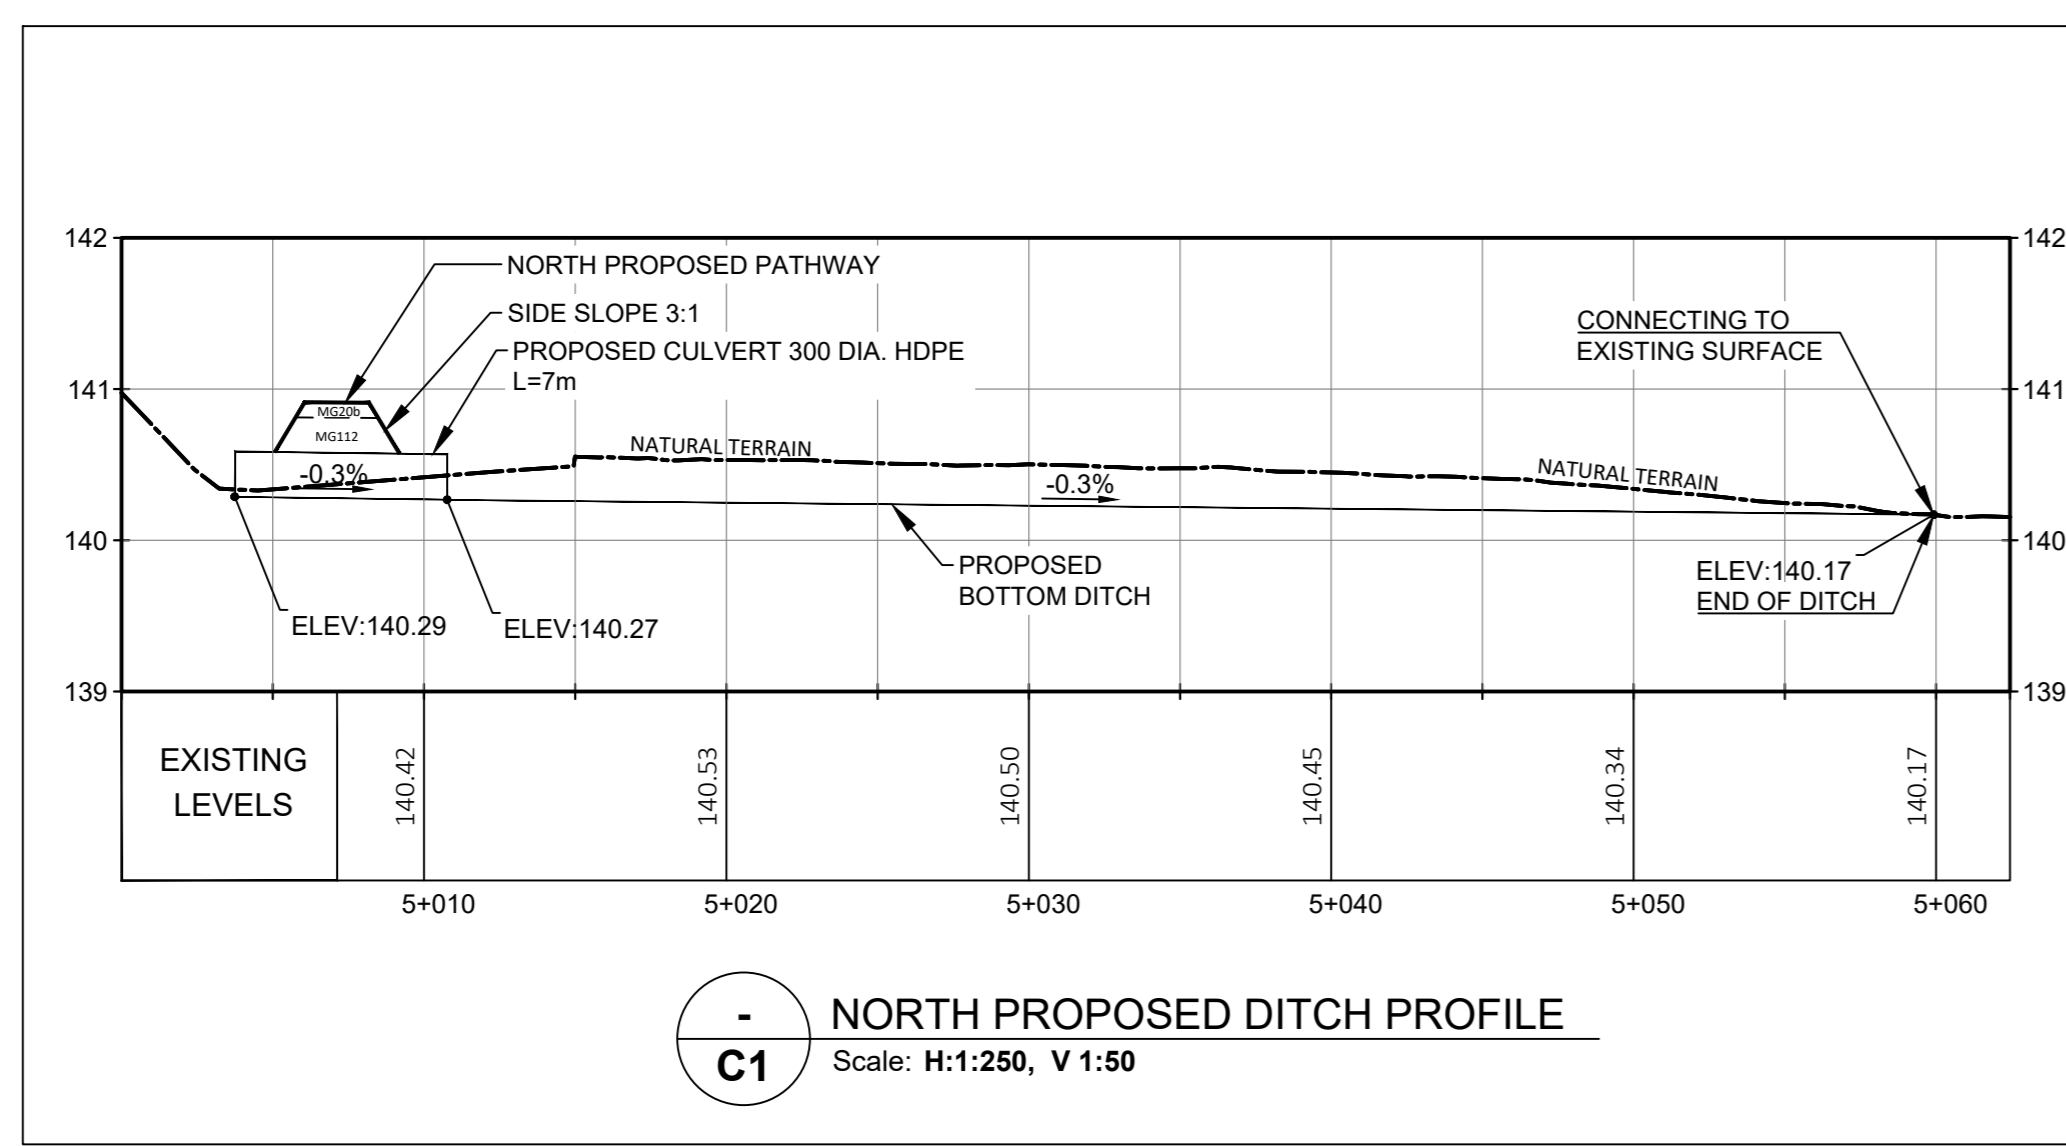 142
142
NORTH PROPOSED PATHWAY
SIDE SLOPE 3:1
PROPOSED CULVERT 300 DIA. HDPE
L=7m
CONNECTING TO
EXISTING SURFACE
141
141
MG20b
MG112
NATURAL TERRAIN
NATURAL TERRAIN
-0.3%
-0.3%
140
140
PROPOSED
BOTTOM DITCH
ELEV:140.17
END OF DITCH
ELEV:140.29
ELEV:140.27
139
139
EXISTING
LEVELS
140.42
140.53
140.50
140.45
140.34
140.17
5+010
5+020
5+030
5+040
5+050
5+060
-
C1
NORTH PROPOSED DITCH PROFILE
Scale: H:1:250, V 1:50